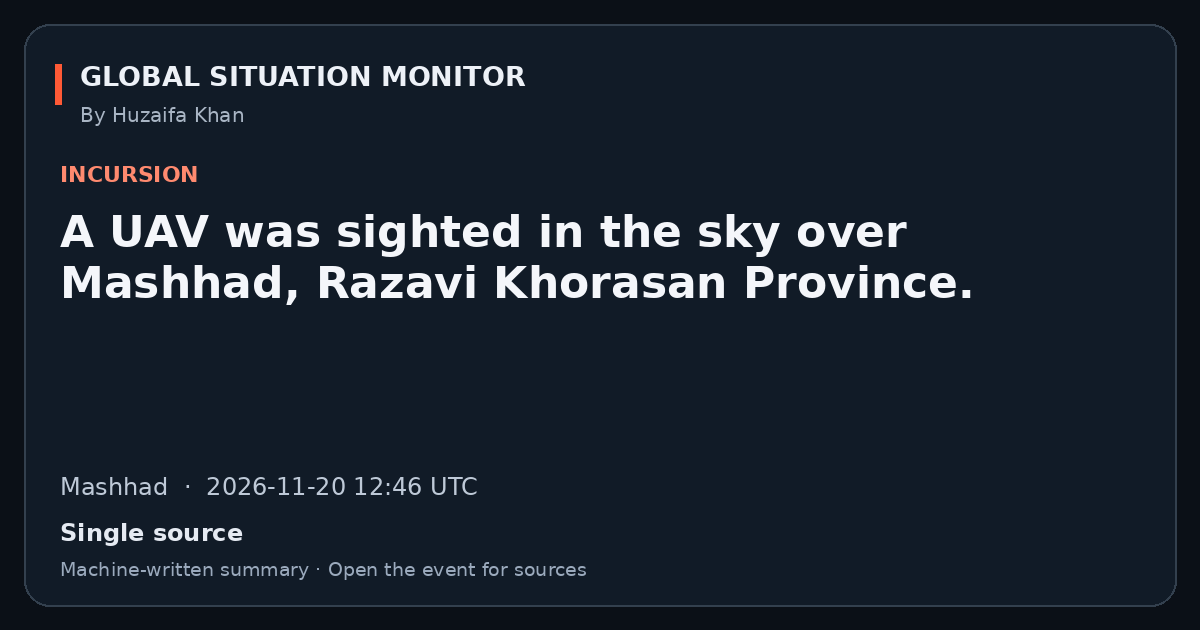 GLOBAL SITUATION MONITOR
By Huzaifa Khan
INCURSION
A UAV was sighted in the sky over
Mashhad, Razavi Khorasan Province.
Mashhad · 2026-11-20 12:46 UTC
Single source
Machine-written summary · Open the event for sources